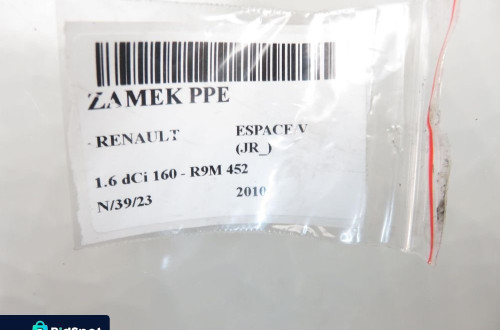 ZAMEK PPE
- RENAULT ESPACE V
(JR_)
1.6 dCi 160 - R9M 452
N/39/23 2010